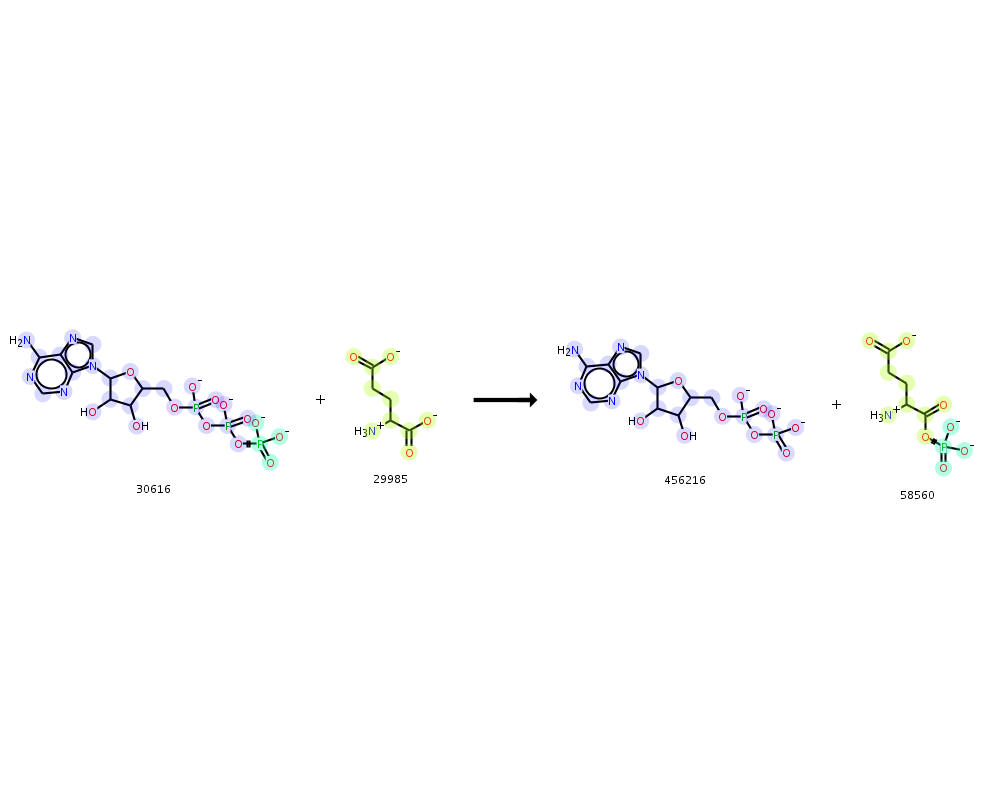 H₂N N N N N O HO OH O O⁻ P O O O⁻ P O O O⁻ P O⁻ O
30616
+
O O⁻ H₃N⁺ O⁻ O
29985
H₂N N N N N O HO OH O O⁻ P O O O⁻ P O⁻ O
456216
+
O O⁻ H₃N⁺ O O O⁻ P O⁻ O
58560